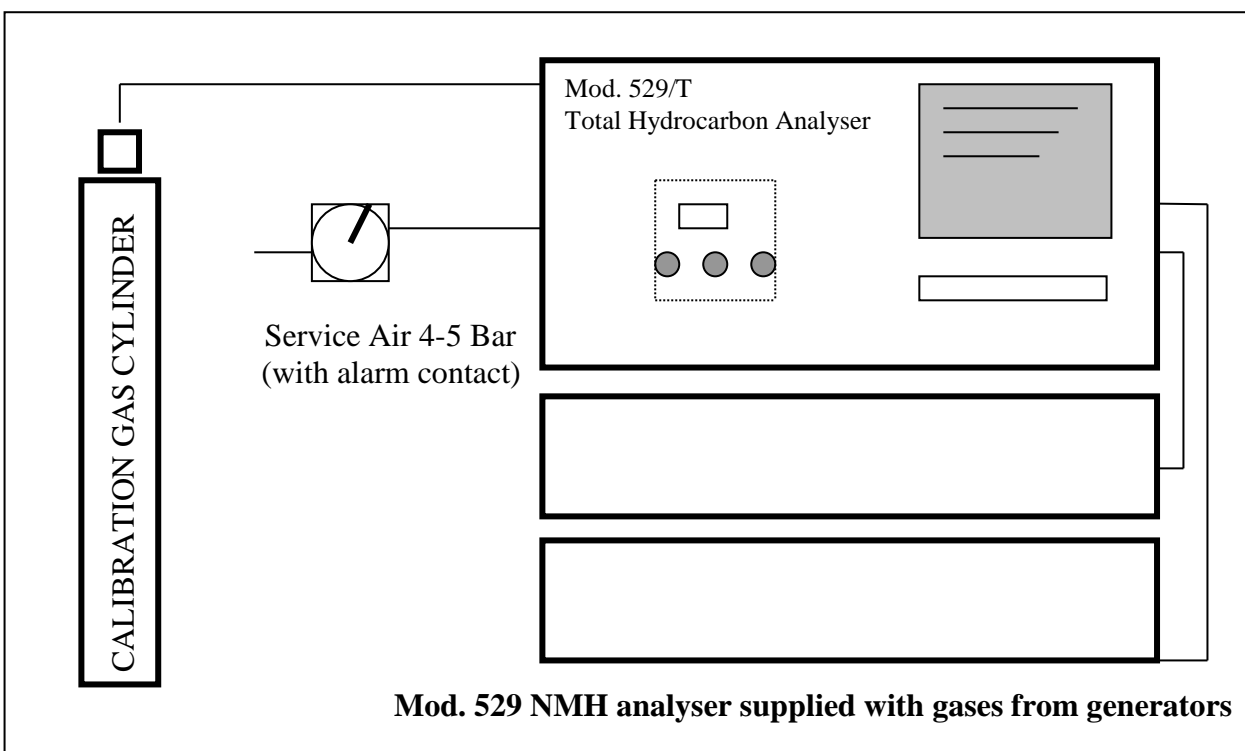 Mod. 529/T
Total Hydrocarbon Analyser
CALIBRATION GAS CYLINDER
Service Air 4-5 Bar
(with alarm contact)
Mod. 529 NMH analyser supplied with gases from generators